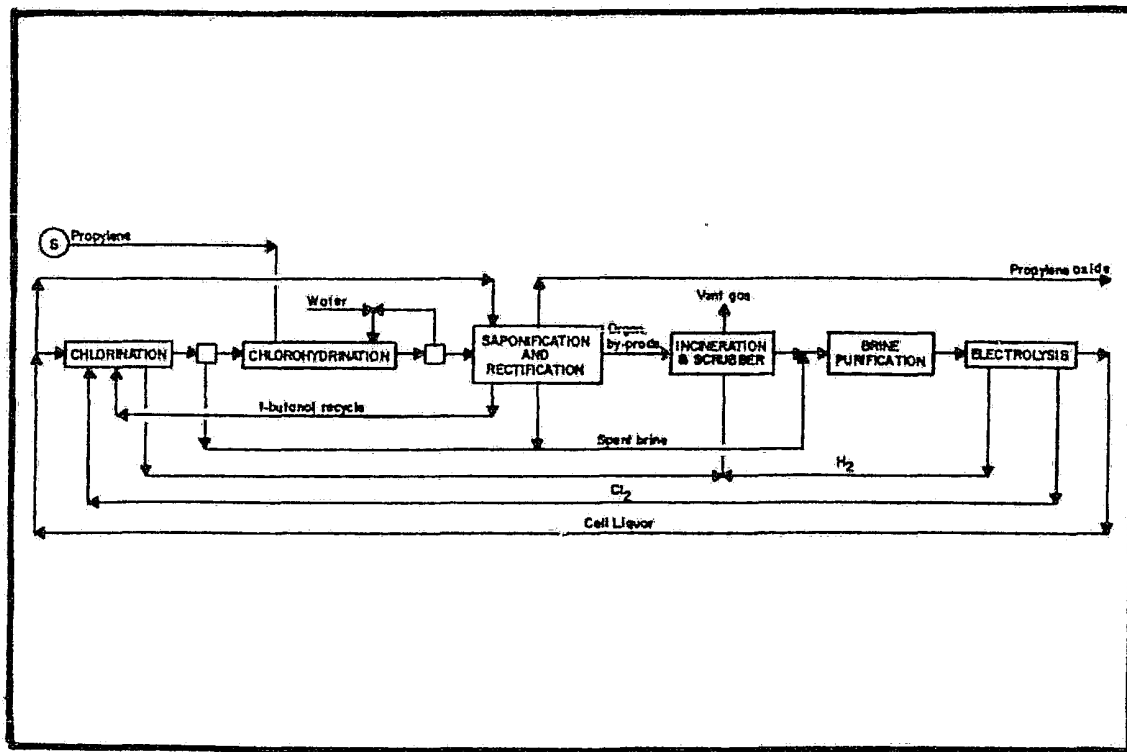 S
Propylene
Propylene oxide
Water
Vent gas
CHLORINATION
CHLOROHYDRINATION
SAPONIFICATION
AND
RECTIFICATION
Organ.
by-prods.
INCINERATION
& SCRUBBER
BRINE
PURIFICATION
ELECTROLYSIS
t-butanol recycle
Spent brine
H2
Cl2
Cell Liquor